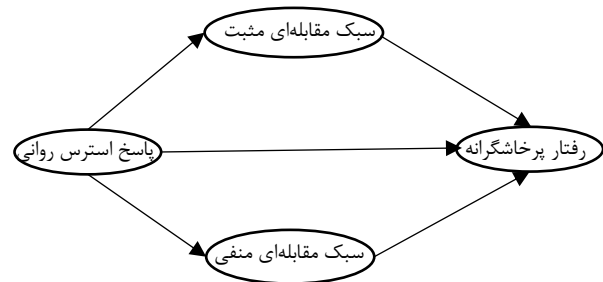 سبک مقابله‌ای مثبت
پاسخ استرس روانی
رفتار پرخاشگرانه
سبک مقابله‌ای منفی